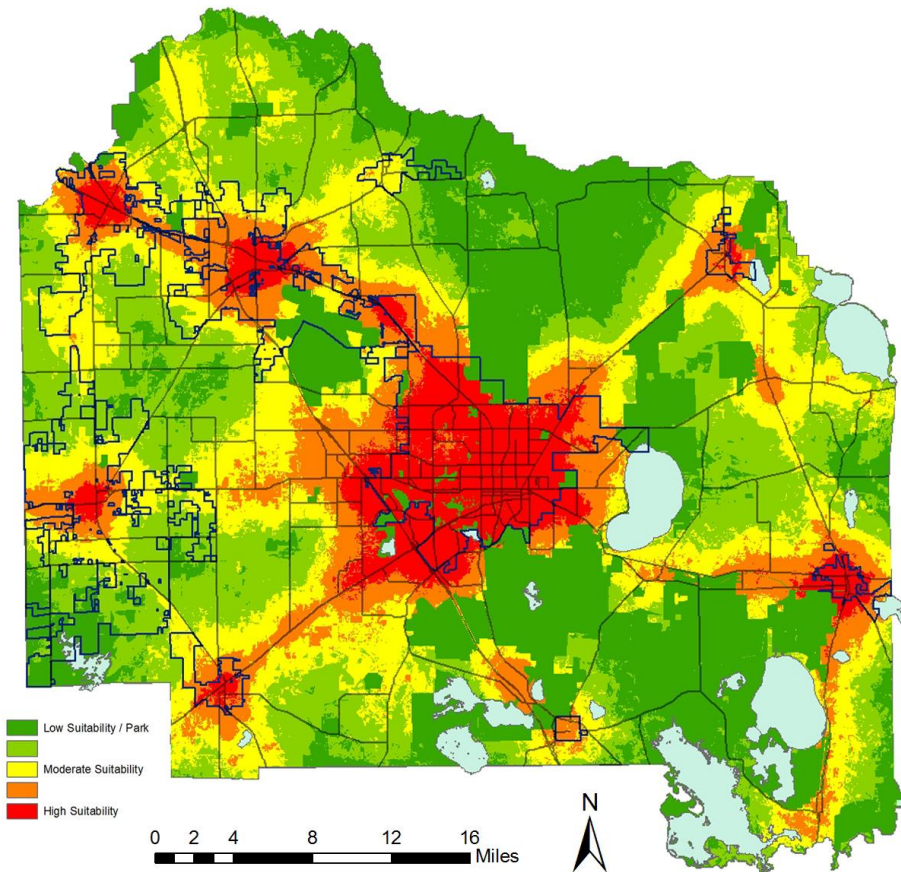 Low Suitability / Park
Moderate Suitability
High Suitability
N
0 2 4 8 12 16
Miles